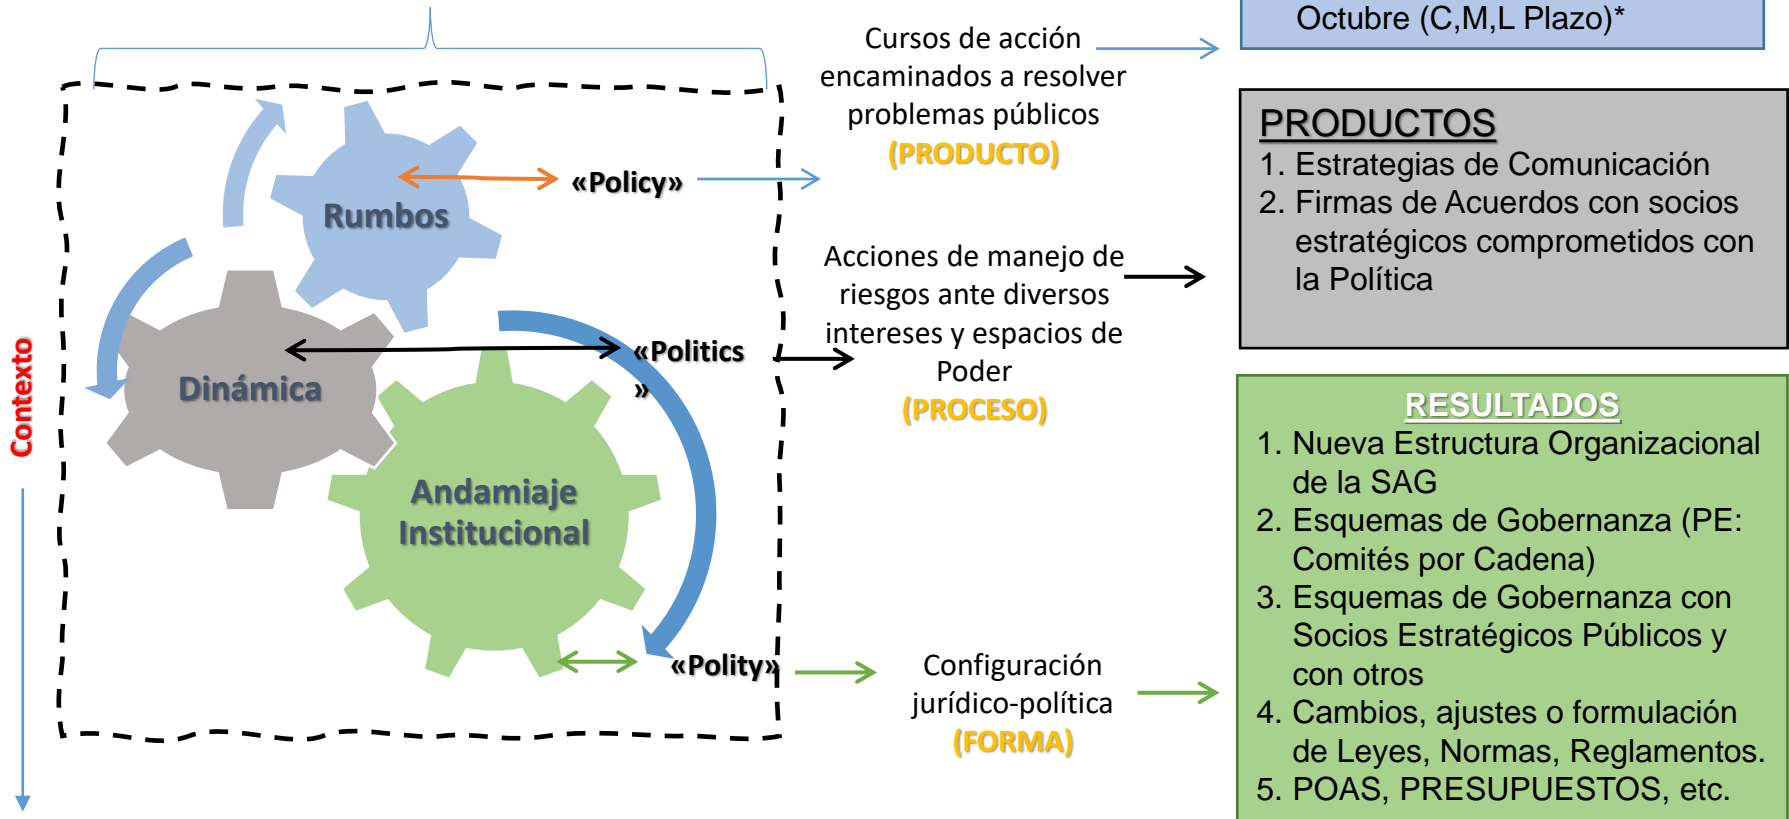 Contexto
Rumbos
«Policy»
Dinámica
«Politics
»
Andamiaje
Institucional
«Polity»
Cursos de acción
encaminados a resolver
problemas públicos
(PRODUCTO)
Acciones de manejo de
riesgos ante diversos
intereses y espacios de
Poder
(PROCESO)
Configuración
jurídico-política
(FORMA)
Octubre (C,M,L Plazo)*
PRODUCTOS
1. Estrategias de Comunicación
2. Firmas de Acuerdos con socios
estratégicos comprometidos con
la Política
RESULTADOS
1. Nueva Estructura Organizacional
de la SAG
2. Esquemas de Gobernanza (PE:
Comités por Cadena)
3. Esquemas de Gobernanza con
Socios Estratégicos Públicos y
con otros
4. Cambios, ajustes o formulación
de Leyes, Normas, Reglamentos.
5. POAS, PRESUPUESTOS, etc.